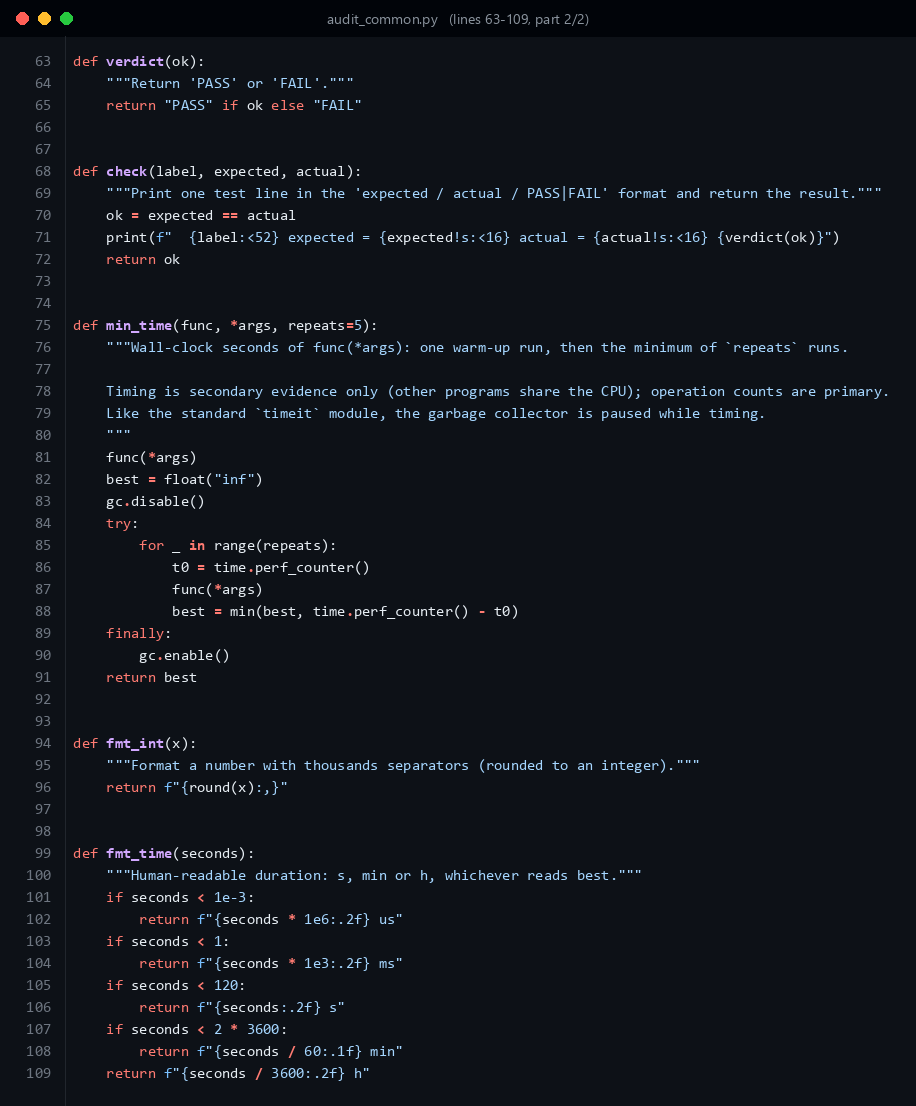 audit_common.py (lines 63-109, part 2/2)
63 def verdict(ok):
64     """Return 'PASS' or 'FAIL'."""
65     return "PASS" if ok else "FAIL"
66
67
68 def check(label, expected, actual):
69     """Print one test line in the 'expected / actual / PASS|FAIL' format and return the result."""
70     ok = expected == actual
71     print(f"  {label:<52} expected = {expected!s:<16} actual = {actual!s:<16} {verdict(ok)}")
72     return ok
73
74
75 def min_time(func, *args, repeats=5):
76     """Wall-clock seconds of func(*args): one warm-up run, then the minimum of `repeats` runs.
77
78     Timing is secondary evidence only (other programs share the CPU); operation counts are primary.
79     Like the standard `timeit` module, the garbage collector is paused while timing.
80     """
81     func(*args)
82     best = float("inf")
83     gc.disable()
84     try:
85         for _ in range(repeats):
86             t0 = time.perf_counter()
87             func(*args)
88             best = min(best, time.perf_counter() - t0)
89     finally:
90         gc.enable()
91     return best
92
93
94 def fmt_int(x):
95     """Format a number with thousands separators (rounded to an integer)."""
96     return f"{round(x):,}"
97
98
99 def fmt_time(seconds):
100     """Human-readable duration: s, min or h, whichever reads best."""
101     if seconds < 1e-3:
102         return f"{seconds * 1e6:.2f} us"
103     if seconds < 1:
104         return f"{seconds * 1e3:.2f} ms"
105     if seconds < 120:
106         return f"{seconds:.2f} s"
107     if seconds < 2 * 3600:
108         return f"{seconds / 60:.1f} min"
109     return f"{seconds / 3600:.2f} h"